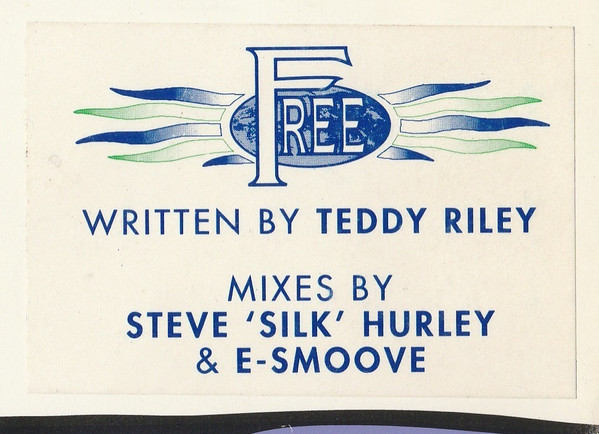 FREE
WRITTEN BY TEDDY RILEY
MIXES BY
STEVE ‘SILK’ HURLEY
& E-SMOOVE